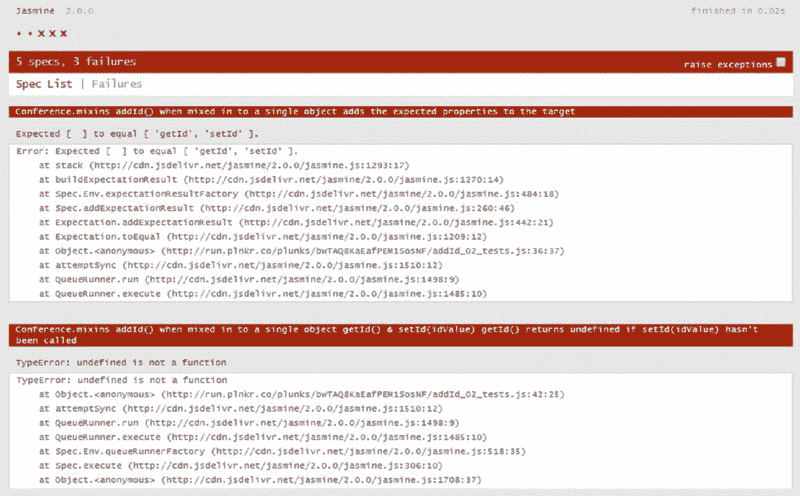 Jasmine 2.0.0 finished in 0.02s
• • x x x
5 specs, 3 failures raise exceptions
Spec List | Failures
Conference.mixins addId() when mixed in to a single object adds the expected properties to the target
Expected [ ] to equal [ 'getId', 'setId' ].
Error: Expected [ ] to equal [ 'getId', 'setId' ].
at stack (http://cdn.jsdelivr.net/jasmine/2.0.0/jasmine.js:1293:17)
at buildExpectationResult (http://cdn.jsdelivr.net/jasmine/2.0.0/jasmine.js:1270:14)
at Spec.Env.expectationResultFactory (http://cdn.jsdelivr.net/jasmine/2.0.0/jasmine.js:484:18)
at Spec.addExpectationResult (http://cdn.jsdelivr.net/jasmine/2.0.0/jasmine.js:260:46)
at Expectation.addExpectationResult (http://cdn.jsdelivr.net/jasmine/2.0.0/jasmine.js:442:21)
at Expectation.toEqual (http://cdn.jsdelivr.net/jasmine/2.0.0/jasmine.js:1209:12)
at Object.<anonymous> (http://run.plnkr.co/plunks/bwTAQ8KaEafPEM1SosNF/addId_02_tests.js:36:37)
at attemptSync (http://cdn.jsdelivr.net/jasmine/2.0.0/jasmine.js:1510:12)
at QueueRunner.run (http://cdn.jsdelivr.net/jasmine/2.0.0/jasmine.js:1498:9)
at QueueRunner.execute (http://cdn.jsdelivr.net/jasmine/2.0.0/jasmine.js:1485:10)
Conference.mixins addId() when mixed in to a single object getId() & setId(idValue) getId() returns undefined if setId(idValue) hasn't
been called
TypeError: undefined is not a function
TypeError: undefined is not a function
at Object.<anonymous> (http://run.plnkr.co/plunks/bwTAQ8KaEafPEM1SosNF/addId_02_tests.js:42:25)
at attemptSync (http://cdn.jsdelivr.net/jasmine/2.0.0/jasmine.js:1510:12)
at QueueRunner.run (http://cdn.jsdelivr.net/jasmine/2.0.0/jasmine.js:1498:9)
at QueueRunner.execute (http://cdn.jsdelivr.net/jasmine/2.0.0/jasmine.js:1485:10)
at Spec.Env.queueRunnerFactory (http://cdn.jsdelivr.net/jasmine/2.0.0/jasmine.js:518:35)
at Spec.execute (http://cdn.jsdelivr.net/jasmine/2.0.0/jasmine.js:306:10)
at Object.<anonymous> (http://cdn.jsdelivr.net/jasmine/2.0.0/jasmine.js:1708:37)